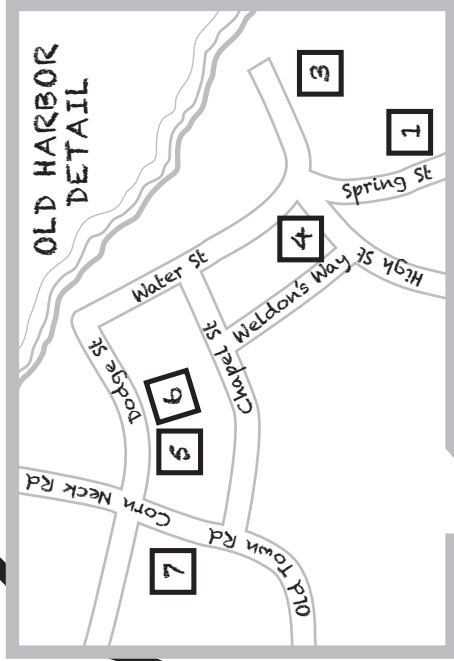 OLD HARBOR
DETAIL
3
1
Spring St
4
High St
Water St
Weldon's Way
Chapel St
Dodge St
6
5
Corn Neck Rd
7
Old Town Rd